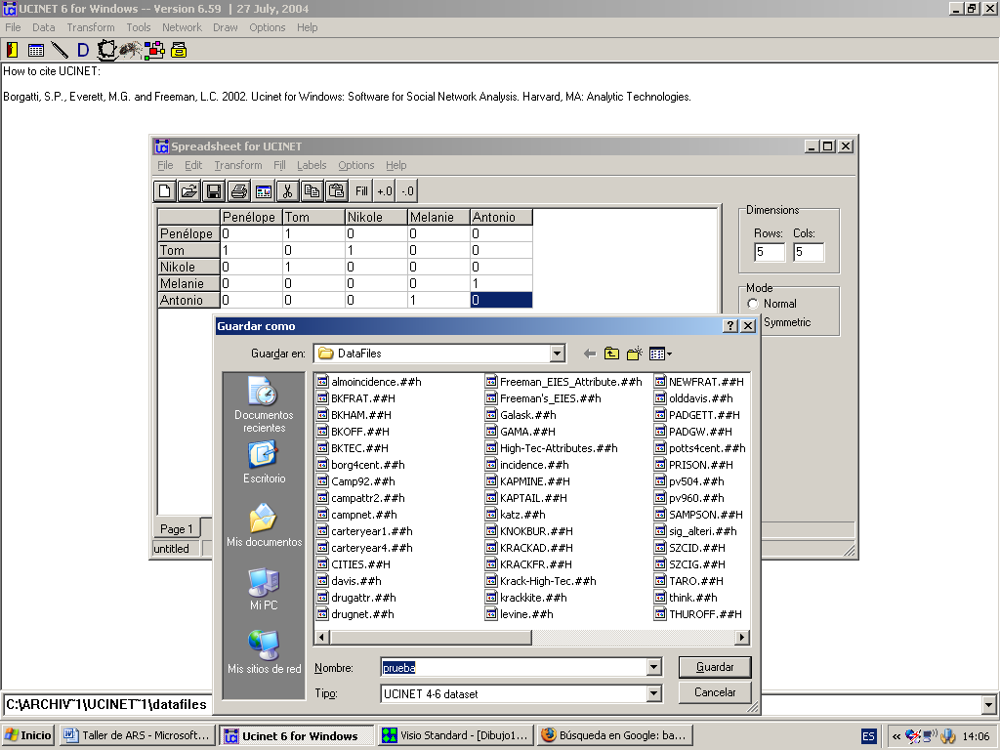 UCINET 6 for Windows -- Version 6.59 | 27 July, 2004
File Data Transform Tools Network Draw Options Help
D
How to cite UCINET:
Borgatti, S.P., Everett, M.G. and Freeman, L.C. 2002. Ucinet for Windows: Software for Social Network Analysis. Harvard, MA: Analytic Technologies.
Spreadsheet for UCINET
File Edit Transform Fill Labels Options Help
Fill +.0 -.0
Penélope Tom Nikole Melanie Antonio
Penélope 0 1 0 0 0
Tom 1 0 1 0 0
Nikole 0 1 0 0 0
Melanie 0 0 0 0 1
Antonio 0 0 0 1 0
Dimensions
Rows: Cols:
5 5
Mode
Normal
Symmetric
Page 1
untitled
Guardar como
Guardar en: DataFiles
Documentos recientes
Escritorio
Mis documentos
Mi PC
Mis sitios de red
almoincidence.##h Freeman_EIES_Attribute.##h NEWFRAT.##H
BKFRAT.##H Freeman's_EIES.##h olddavis.##h
BKHAM.##H Galask.##h PADGETT.##H
BKOFF.##H GAMA.##H PADGW.##H
BKTEC.##H High-Tec-Attributes.##h potts4cent.##h
borg4cent.##h incidence.##h PRISON.##H
Camp92.##h KAPMINE.##H pv504.##h
campattr2.##h KAPTAIL.##H pv960.##h
campnet.##h katz.##h SAMPSON.##H
carteryear1.##h KNOKBUR.##H sig_alteri.##h
carteryear4.##h KRACKAD.##H SZCID.##H
CITIES.##H KRACKFR.##H SZCIG.##H
davis.##h Krack-High-Tec.##h TARO.##H
drugattr.##h krackkite.##h think.##h
drugnet.##h levine.##h THUROFF.##H
Nombre: prueba Guardar
Tipo: UCINET 4-6 dataset Cancelar
C:\ARCHIV~1\UCINET~1\datafiles
Inicio Taller de ARS - Microsoft... Ucinet 6 for Windows Visio Standard - [Dibujo1... Búsqueda en Google: ba... ES « 14:06